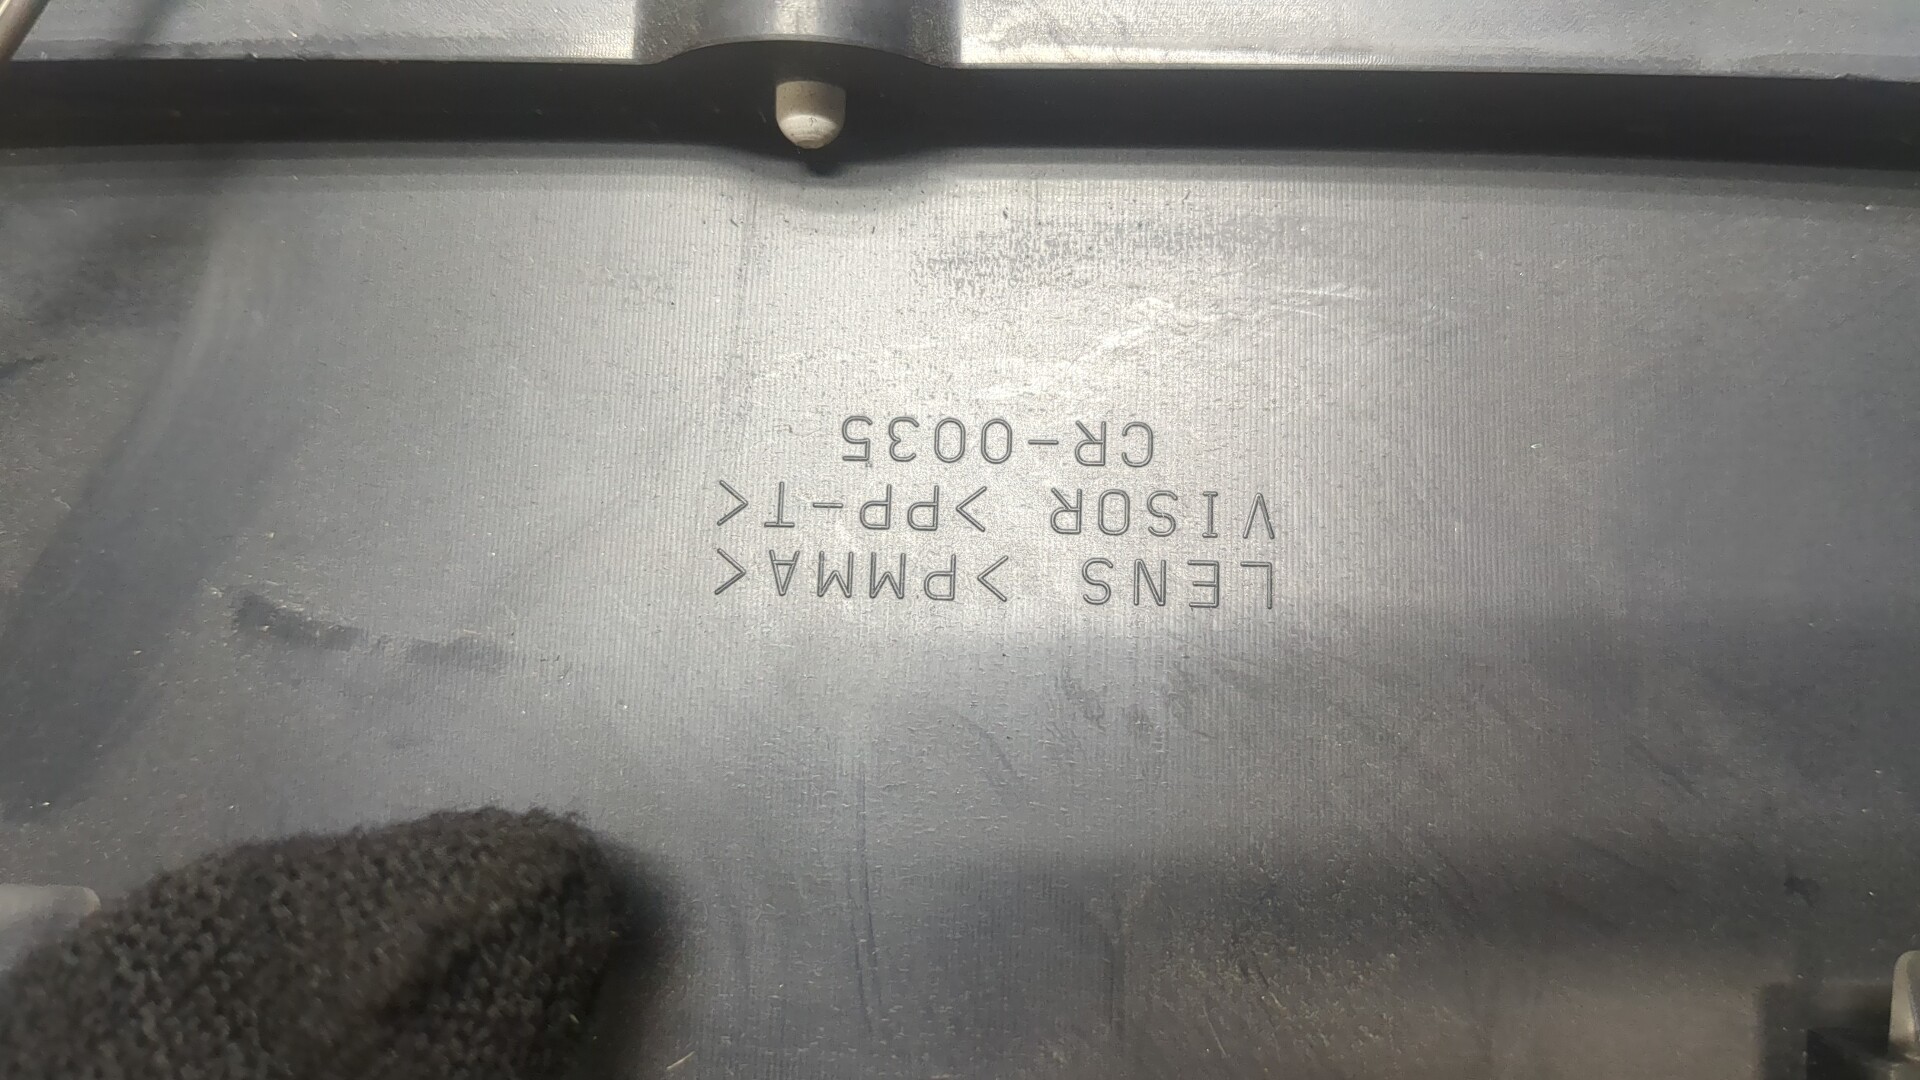 LENS >PMMA<
VISOR >PP-T<
CR-0035